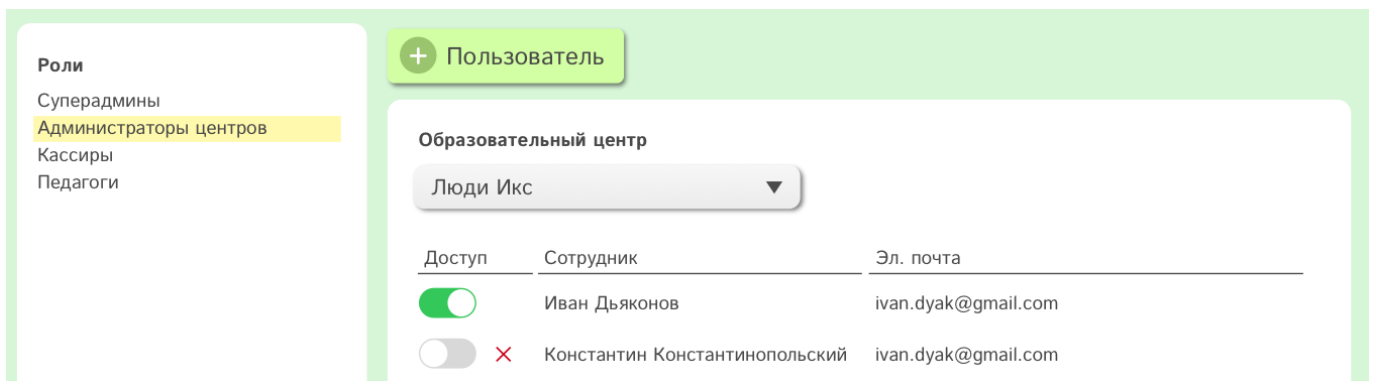 Роли
Суперадмины
Администраторы центров
Кассиры
Педагоги
+ Пользователь
Образовательный центр
Люди Икс
Доступ Сотрудник Эл. почта
Иван Дьяконов ivan.dyak@gmail.com
Константин Константинопольский ivan.dyak@gmail.com